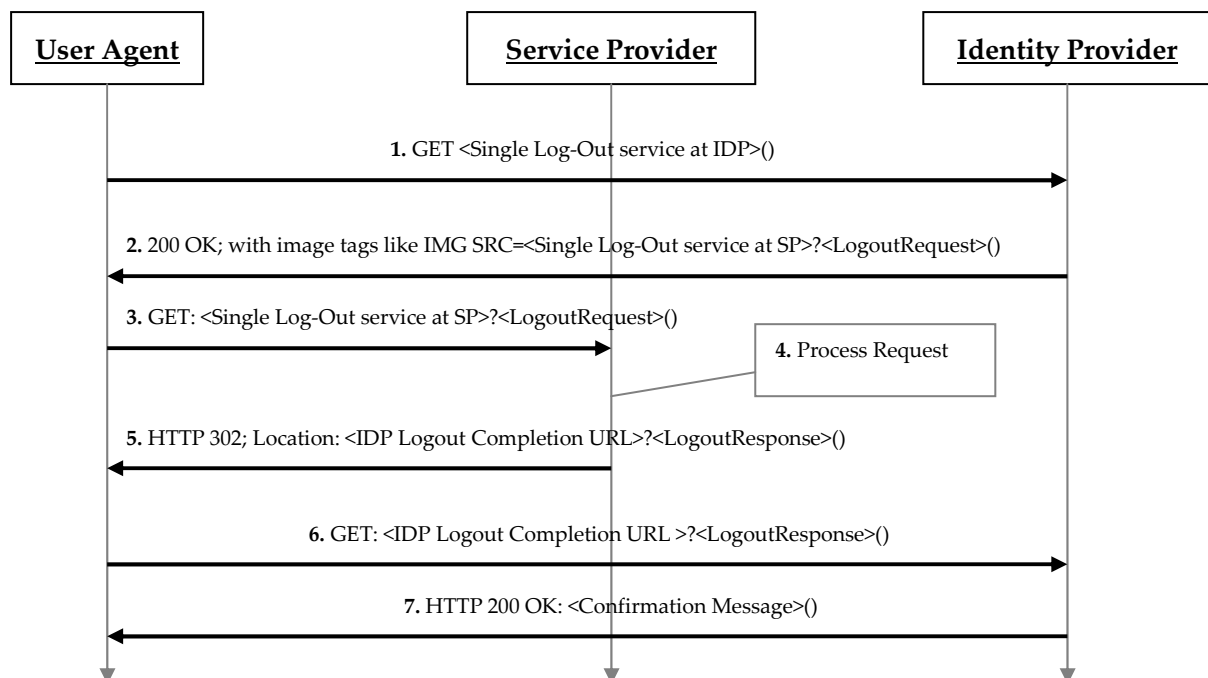 User Agent
Service Provider
Identity Provider
1. GET <Single Log-Out service at IDP>()
2. 200 OK; with image tags like IMG SRC=<Single Log-Out service at SP>?<LogoutRequest>()
3. GET: <Single Log-Out service at SP>?<LogoutRequest>()
4. Process Request
5. HTTP 302; Location: <IDP Logout Completion URL>?<LogoutResponse>()
6. GET: <IDP Logout Completion URL >?<LogoutResponse>()
7. HTTP 200 OK: <Confirmation Message>()